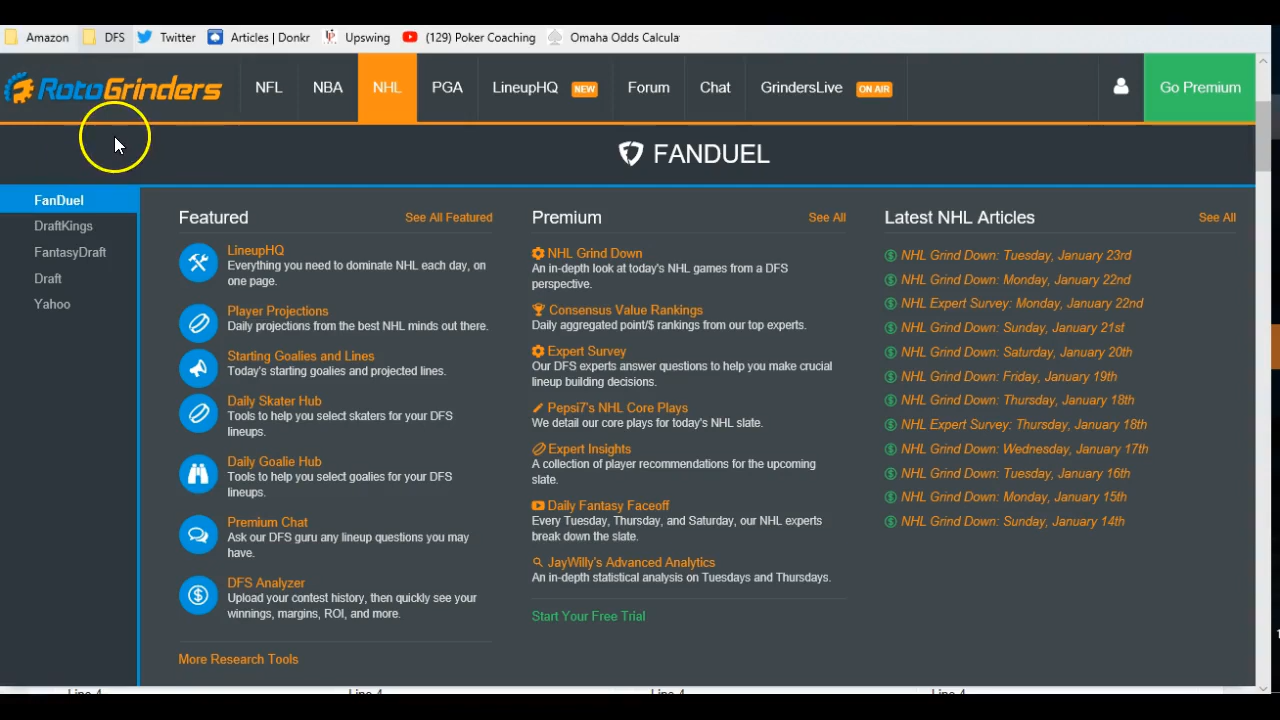 Amazon DFS Twitter Articles | Donkr Upswing (129) Poker Coaching Omaha Odds Calcula
RotoGrinders NFL NBA NHL PGA LineupHQ NEW Forum Chat GrindersLive ON AIR Go Premium
FANDUEL
FanDuel
DraftKings
FantasyDraft
Draft
Yahoo
Featured See All Featured
LineupHQ
Everything you need to dominate NHL each day, on
one page.
Player Projections
Daily projections from the best NHL minds out there.
Starting Goalies and Lines
Today's starting goalies and projected lines.
Daily Skater Hub
Tools to help you select skaters for your DFS
lineups.
Daily Goalie Hub
Tools to help you select goalies for your DFS
lineups.
Premium Chat
Ask our DFS guru any lineup questions you may
have.
DFS Analyzer
Upload your contest history, then quickly see your
winnings, margins, ROI, and more.
More Research Tools
Premium See All
NHL Grind Down
An in-depth look at today's NHL games from a DFS
perspective.
Consensus Value Rankings
Daily aggregated point/$ rankings from our top experts.
Expert Survey
Our DFS experts answer questions to help you make crucial
lineup building decisions.
Pepsi7's NHL Core Plays
We detail our core plays for today's NHL slate.
Expert Insights
A collection of player recommendations for the upcoming
slate.
Daily Fantasy Faceoff
Every Tuesday, Thursday, and Saturday, our NHL experts
break down the slate.
JayWilly's Advanced Analytics
An in-depth statistical analysis on Tuesdays and Thursdays.
Start Your Free Trial
Latest NHL Articles See All
NHL Grind Down: Tuesday, January 23rd
NHL Grind Down: Monday, January 22nd
NHL Expert Survey: Monday, January 22nd
NHL Grind Down: Sunday, January 21st
NHL Grind Down: Saturday, January 20th
NHL Grind Down: Friday, January 19th
NHL Grind Down: Thursday, January 18th
NHL Expert Survey: Thursday, January 18th
NHL Grind Down: Wednesday, January 17th
NHL Grind Down: Tuesday, January 16th
NHL Grind Down: Monday, January 15th
NHL Grind Down: Sunday, January 14th
Line 4 Line 4 Line 4 Line 4